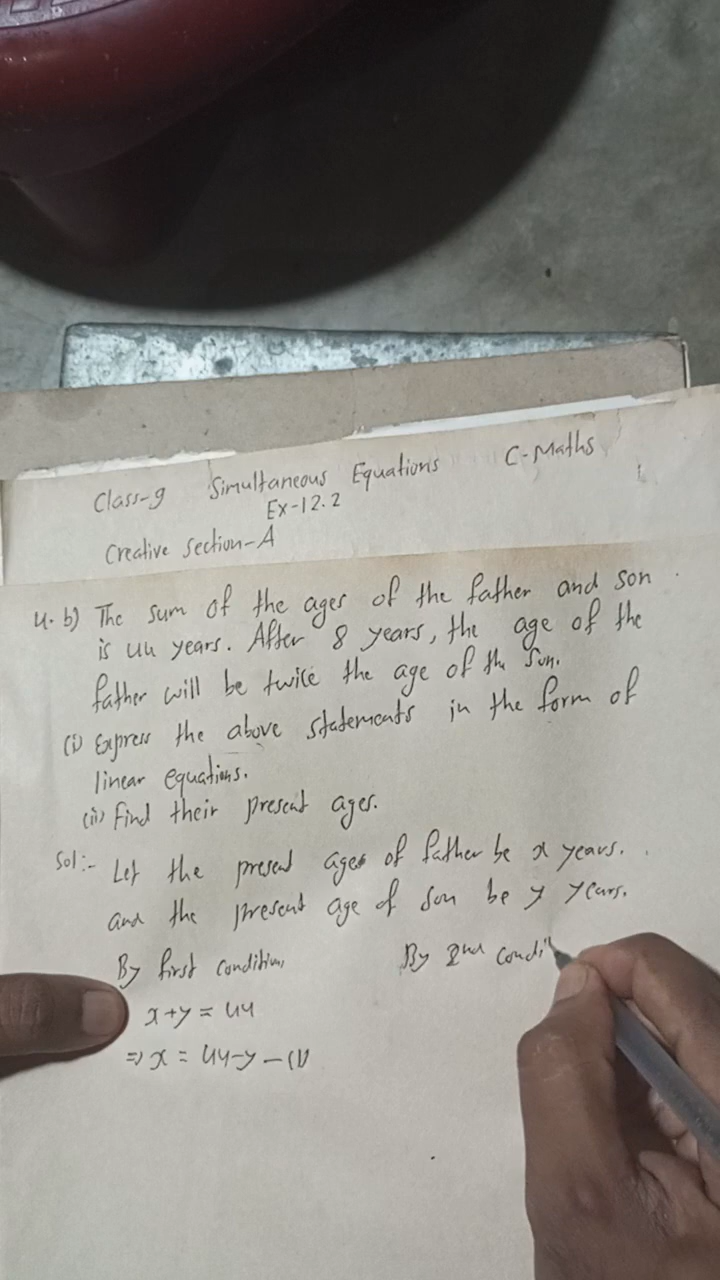 Class-9 Simultaneous Equations C-Maths
Ex-12.2
Creative Section-A
4. b) The sum of the ages of the father and son
is 44 years. After 8 years, the age of the
father will be twice the age of the son.
(i) Express the above statements in the form of
linear equations.
(ii) Find their present ages.
Sol:- Let the present ages of father be x years.
and the present age of son be y years.
By first condition, By 2nd condi
x+y = 44
⇒ x = 44-y - (1)